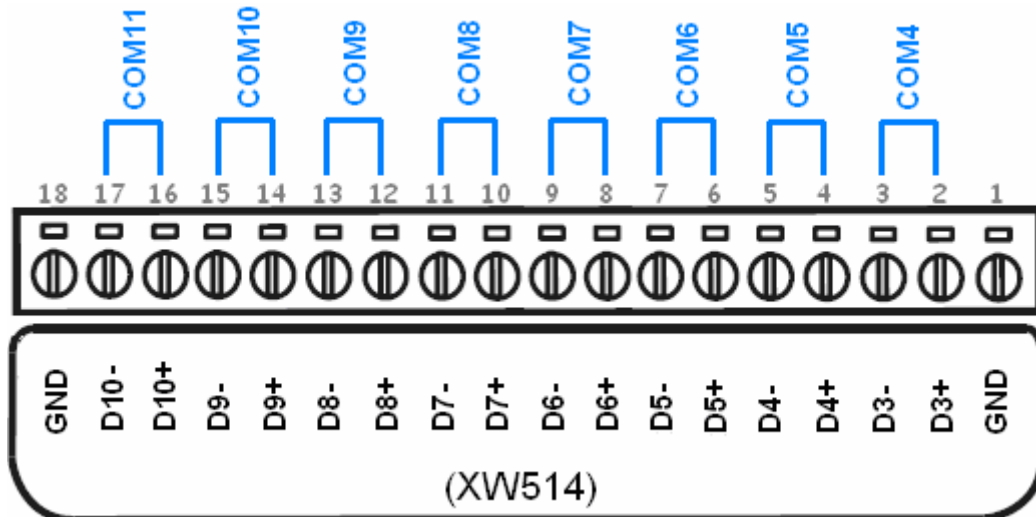 COM11 COM10 COM9 COM8 COM7 COM6 COM5 COM4
18 17 16 15 14 13 12 11 10 9 8 7 6 5 4 3 2 1
GND D10- D10+ D9- D9+ D8- D8+ D7- D7+ D6- D6+ D5- D5+ D4- D4+ D3- D3+ GND
(XW514)